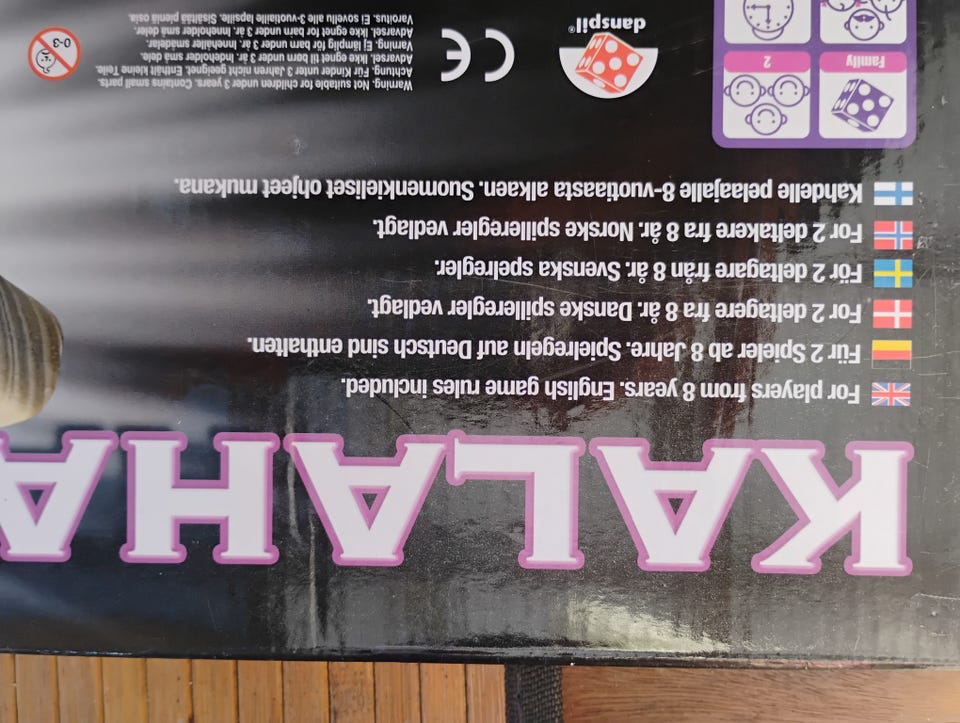 KALAHA
For players from 8 years. English game rules included.
Für 2 Spieler ab 8 Jahre. Spielregeln auf Deutsch sind enthalten.
For 2 deltagere fra 8 år. Danske spilleregler vedlagt.
För 2 deltagare från 8 år. Svenska spelregler.
For 2 deltakere fra 8 år. Norske spilleregler vedlagt.
Kahdelle pelaajalle 8-vuotiaasta alkaen. Suomenkieliset ohjeet mukana.
Family
2
danspil®
CE
Warning. Not suitable for children under 3 years. Contains small parts.
Achtung. Für Kinder unter 3 Jahren nicht geeignet. Enthält kleine Teile.
Advarsel. Ikke egnet til børn under 3 år. Indeholder små dele.
Varning. Ej lämplig för barn under 3 år. Innehåller smådelar.
Advarsel. Ikke egnet for barn under 3 år. Inneholder små deler.
Varoitus. Ei sovellu alle 3-vuotiaille lapsille. Sisältää pieniä osia.
0-3